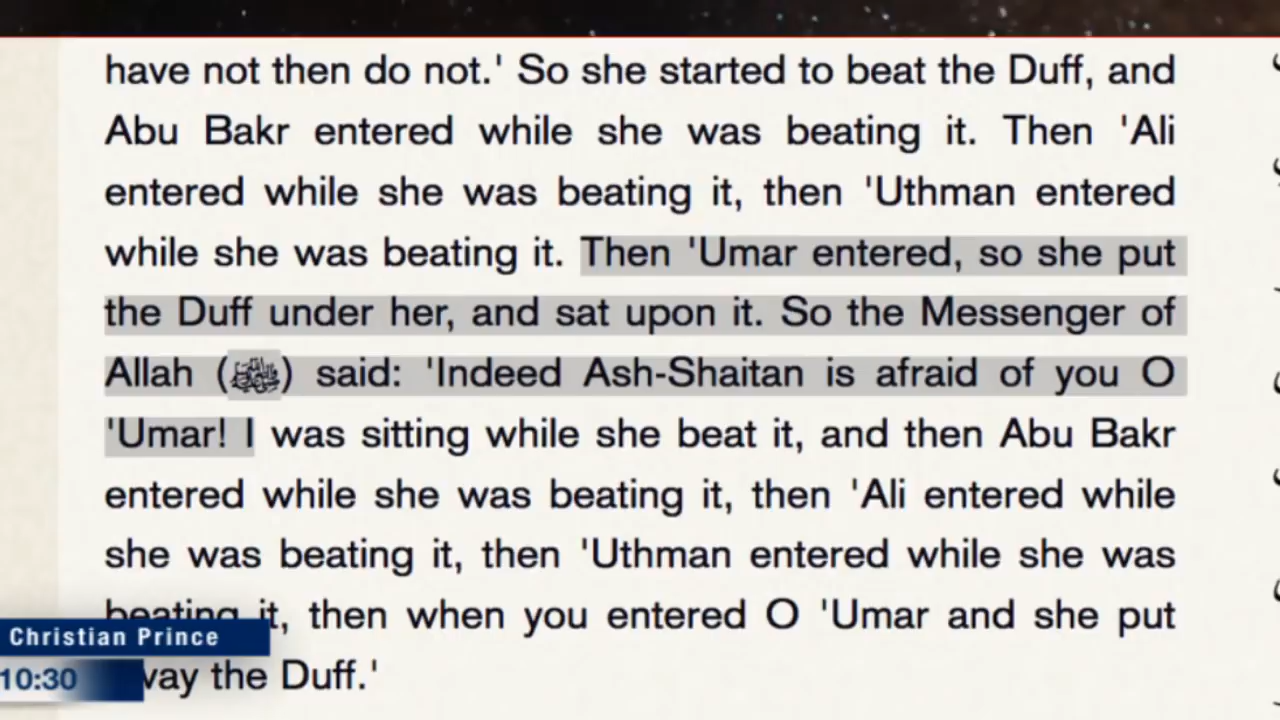 have not then do not.' So she started to beat the Duff, and
Abu Bakr entered while she was beating it. Then 'Ali
entered while she was beating it, then 'Uthman entered
while she was beating it. Then 'Umar entered, so she put
the Duff under her, and sat upon it. So the Messenger of
Allah (ﷺ) said: 'Indeed Ash-Shaitan is afraid of you O
'Umar! I was sitting while she beat it, and then Abu Bakr
entered while she was beating it, then 'Ali entered while
she was beating it, then 'Uthman entered while she was
beating it, then when you entered O 'Umar and she put
Christian Prince
vay the Duff.'
10:30